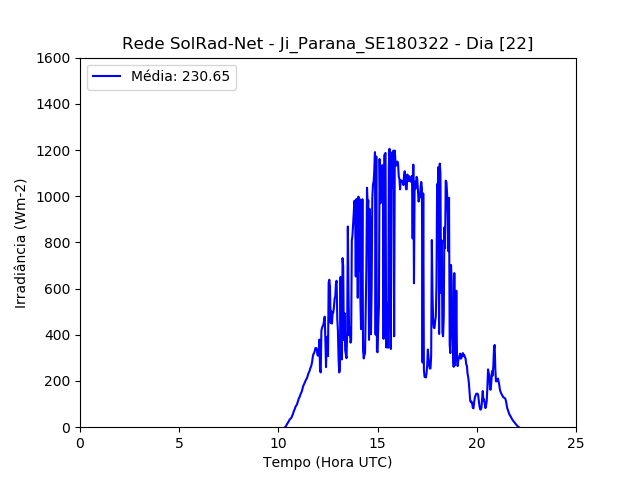 Rede SolRad-Net - Ji_Parana_SE180322 - Dia [22]
Média: 230.65
Irradiância (Wm-2)
1600
1400
1200
1000
800
600
400
200
0
0 5 10 15 20 25
Tempo (Hora UTC)